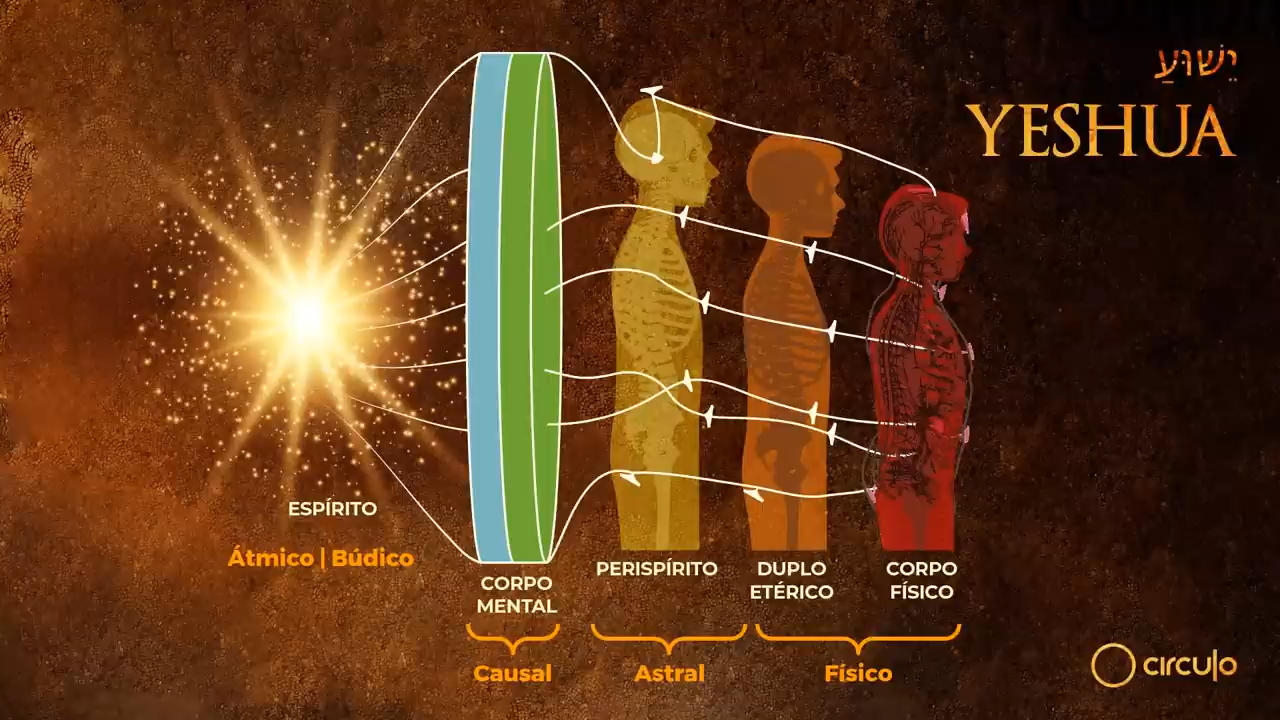 יֵשׁוּעַ
YESHUA
ESPÍRITO
Átmico | Búdico
CORPO
MENTAL
PERISPÍRITO
DUPLO
ETÉRICO
CORPO
FÍSICO
Causal
Astral
Físico
circulo